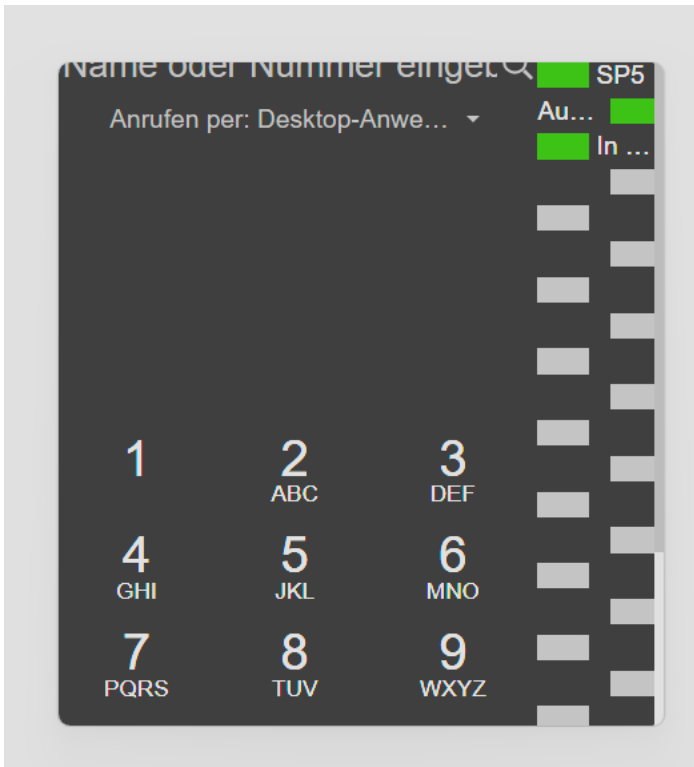 Name oder Nummer eingeb
SP5
Anrufen per: Desktop-Anwe...
Au...
In ...
1
2
3
ABC
DEF
4
5
6
GHI
JKL
MNO
7
8
9
PQRS
TUV
WXYZ